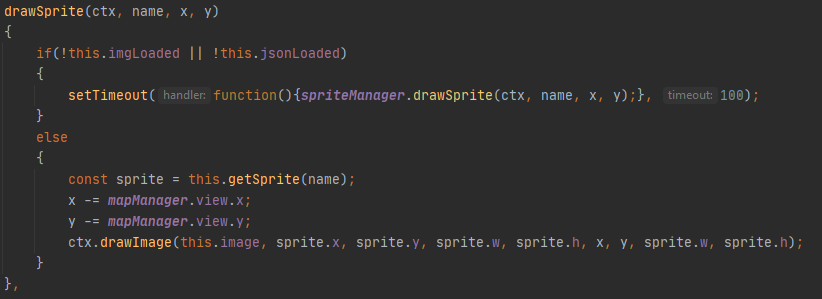 drawSprite(ctx, name, x, y)
{
if(!this.imgLoaded || !this.jsonLoaded)
{
setTimeout( handler: function(){spriteManager.drawSprite(ctx, name, x, y);}, timeout: 100);
}
else
{
const sprite = this.getSprite(name);
x -= mapManager.view.x;
y -= mapManager.view.y;
ctx.drawImage(this.image, sprite.x, sprite.y, sprite.w, sprite.h, x, y, sprite.w, sprite.h);
}
},